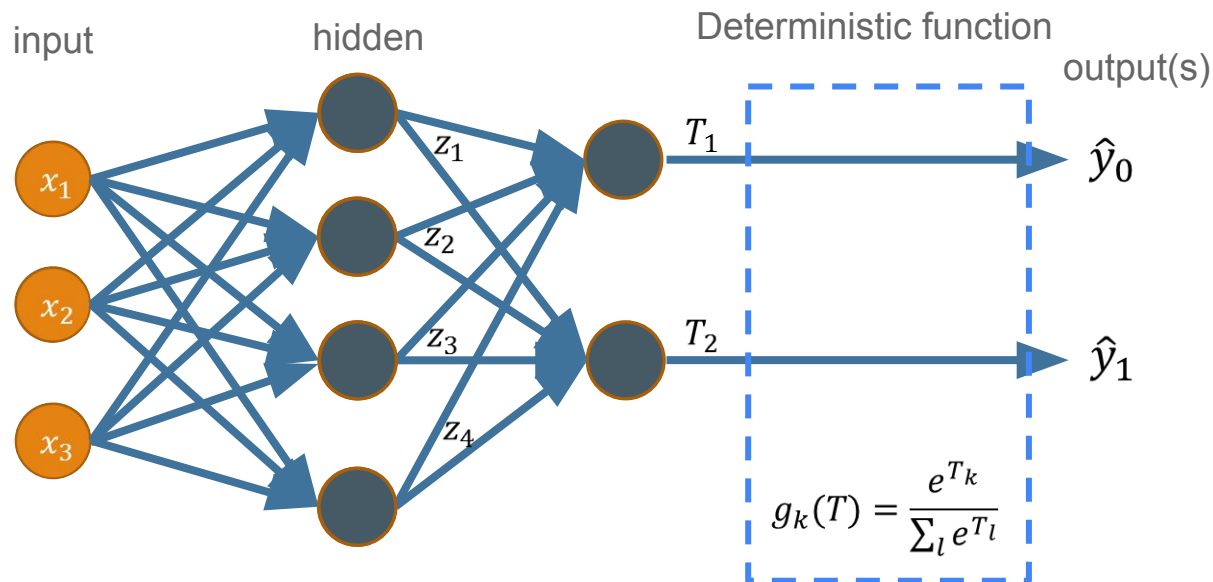 input
hidden
Deterministic function
output(s)
x₁
x₂
x₃
z₁
z₂
z₃
z₄
T₁
T₂
ŷ₀
ŷ₁
gₖ(T) = e^{Tₖ} / ∑ₗ e^{Tₗ}